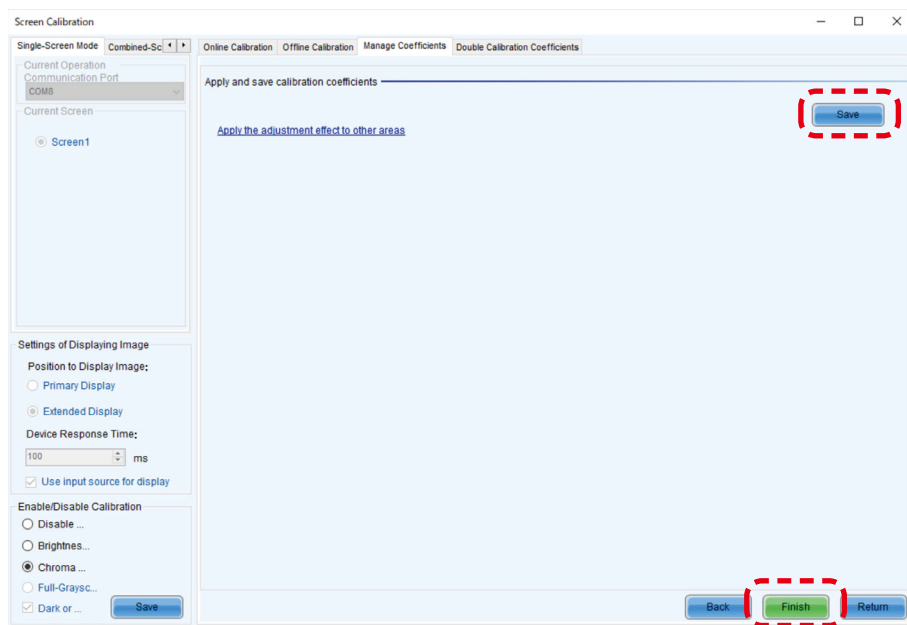 Screen Calibration
Single-Screen Mode Combined-Sc
Online Calibration Offline Calibration Manage Coefficients Double Calibration Coefficients
Current Operation
Communication Port
COM8
Current Screen
Screen1
Apply and save calibration coefficients
Save
Apply the adjustment effect to other areas
Settings of Displaying Image
Position to Display Image:
Primary Display
Extended Display
Device Response Time:
100 ms
Use input source for display
Enable/Disable Calibration
Disable ...
Brightnes...
Chroma ...
Full-Graysc...
Dark or ... Save
Back Finish Return